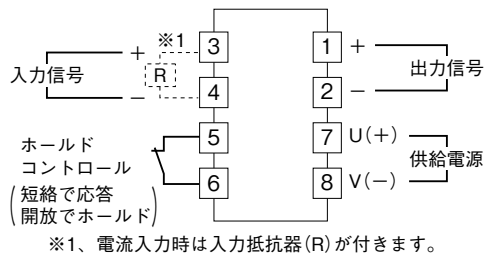 ※1
入力信号
+
R
−
3
4
5
6
ホールド
コントロール
(短絡で応答
開放でホールド)
1
+
2
−
出力信号
7
U(+)
8
V(−)
供給電源
※1、電流入力時は入力抵抗器(R)が付きます。